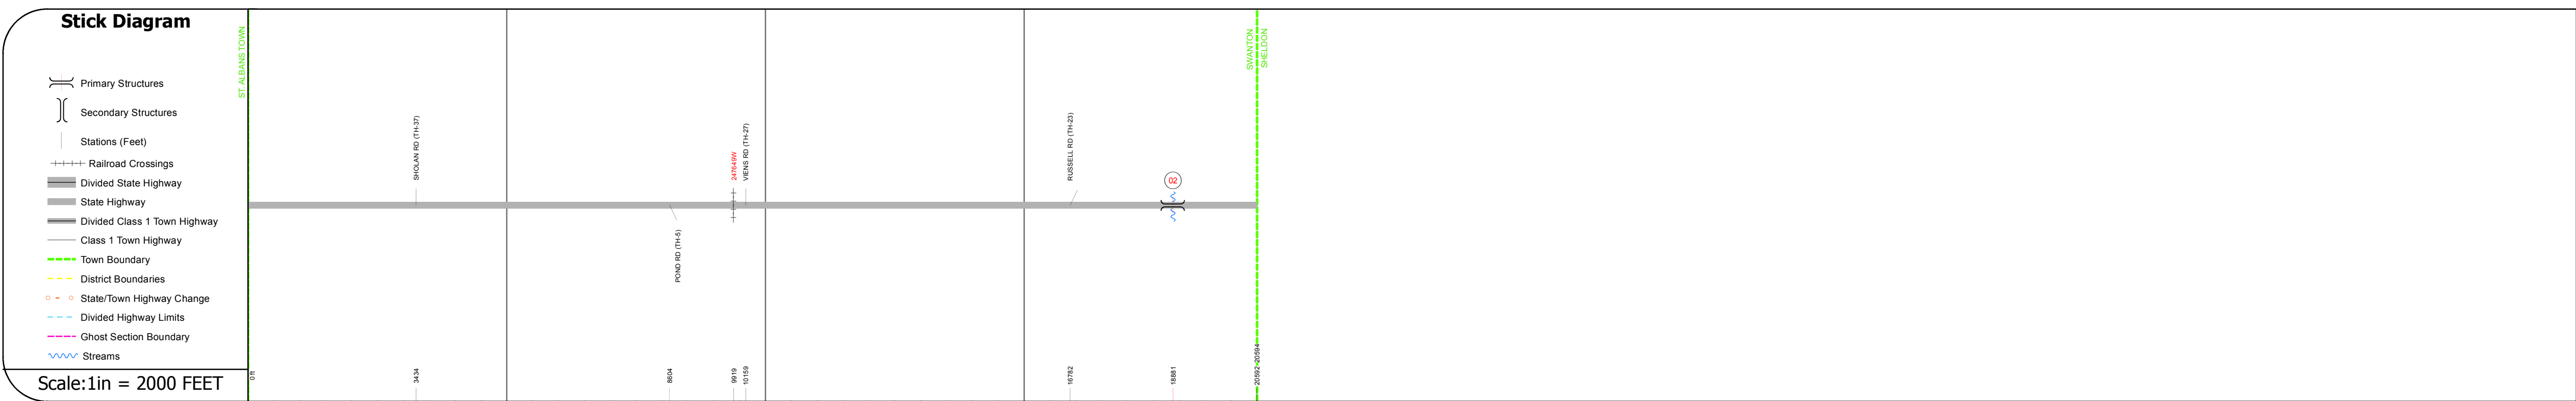 Stick Diagram
Primary Structures
Secondary Structures
Stations (Feet)
Railroad Crossings
Divided State Highway
State Highway
Divided Class 1 Town Highway
Class 1 Town Highway
Town Boundary
District Boundaries
State/Town Highway Change
Divided Highway Limits
Ghost Section Boundary
Streams
Scale:1in = 2000 FEET
ST. ALBANS TOWN
SHOLAN RD (TH-37)
POND RD (TH-5)
247649W
VIENS RD (TH-27)
RUSSELL RD (TH-23)
02
SWANTON
SHELDON
0 ft
3434
8604
9919
10159
16782
18881
20592
20594